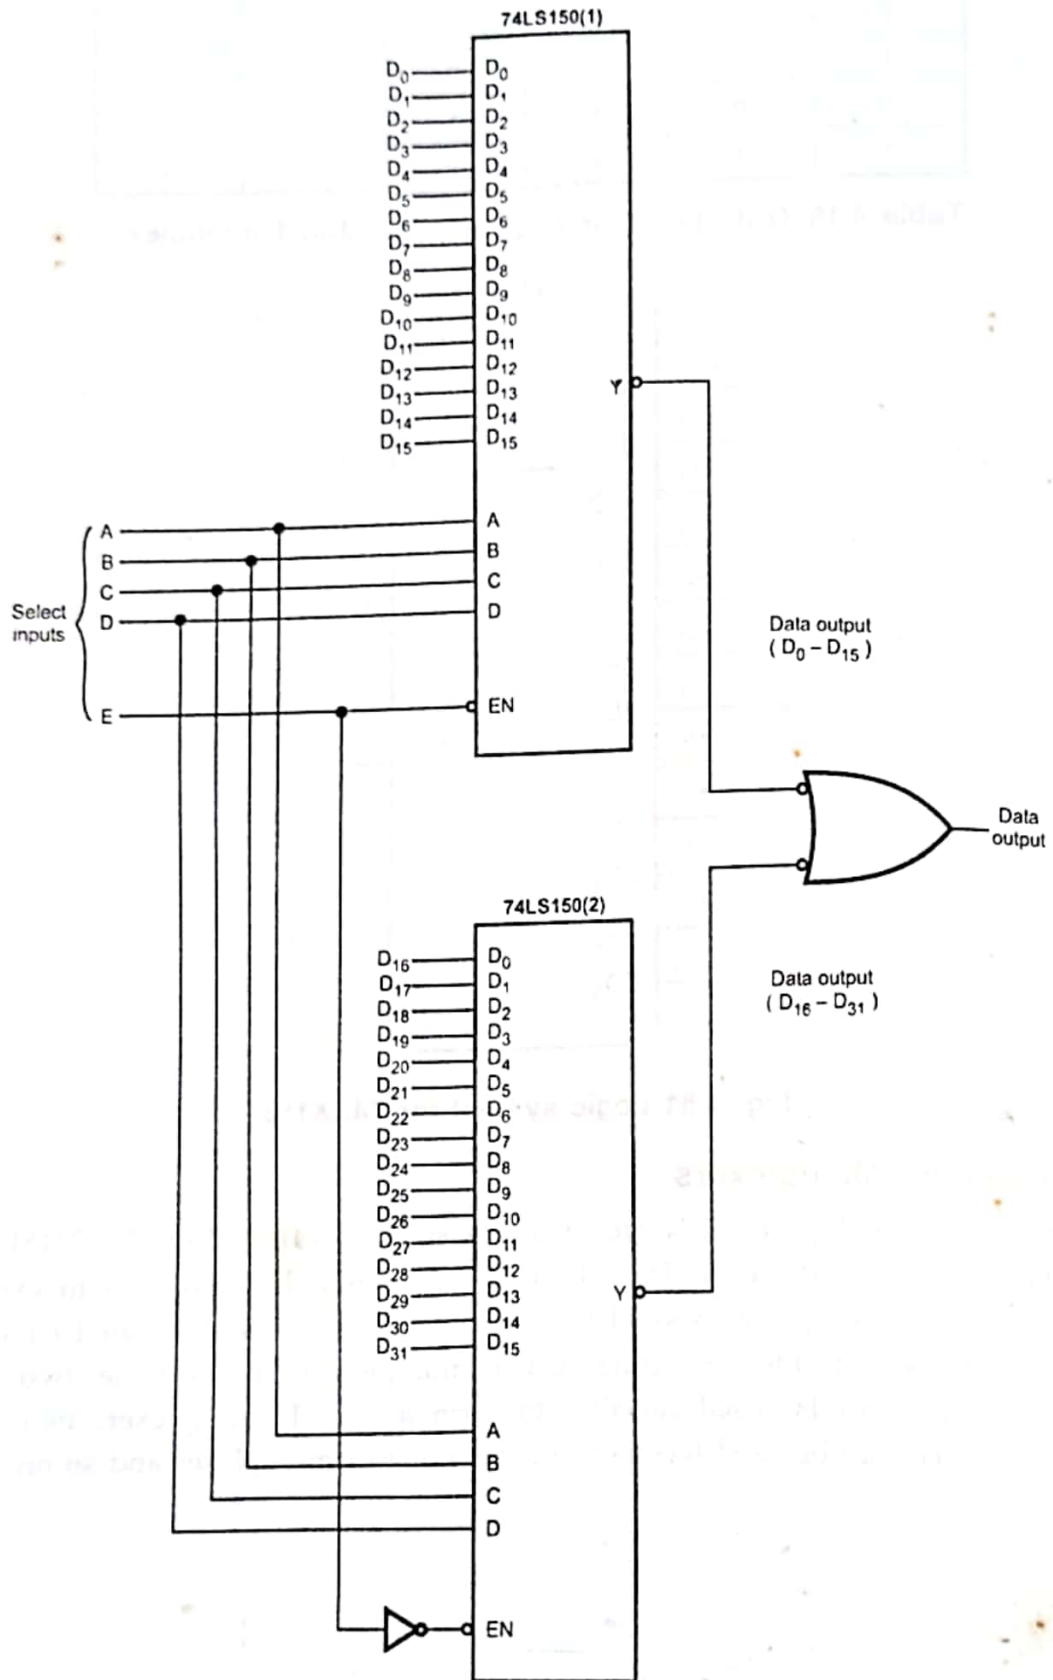 74LS150(1)
D₀ D₀
D₁ D₁
D₂ D₂
D₃ D₃
D₄ D₄
D₅ D₅
D₆ D₆
D₇ D₇
D₈ D₈
D₉ D₉
D₁₀ D₁₀
D₁₁ D₁₁
D₁₂ D₁₂
D₁₃ D₁₃
D₁₄ D₁₄
D₁₅ D₁₅
Y
Select
inputs
A A
B B
C C
D D
E EN
Data output
( D₀ – D₁₅ )
Data
output
74LS150(2)
D₁₆ D₀
D₁₇ D₁
D₁₈ D₂
D₁₉ D₃
D₂₀ D₄
D₂₁ D₅
D₂₂ D₆
D₂₃ D₇
D₂₄ D₈
D₂₅ D₉
D₂₆ D₁₀
D₂₇ D₁₁
D₂₈ D₁₂
D₂₉ D₁₃
D₃₀ D₁₄
D₃₁ D₁₅
Y
Data output
( D₁₆ – D₃₁ )
A
B
C
D
EN